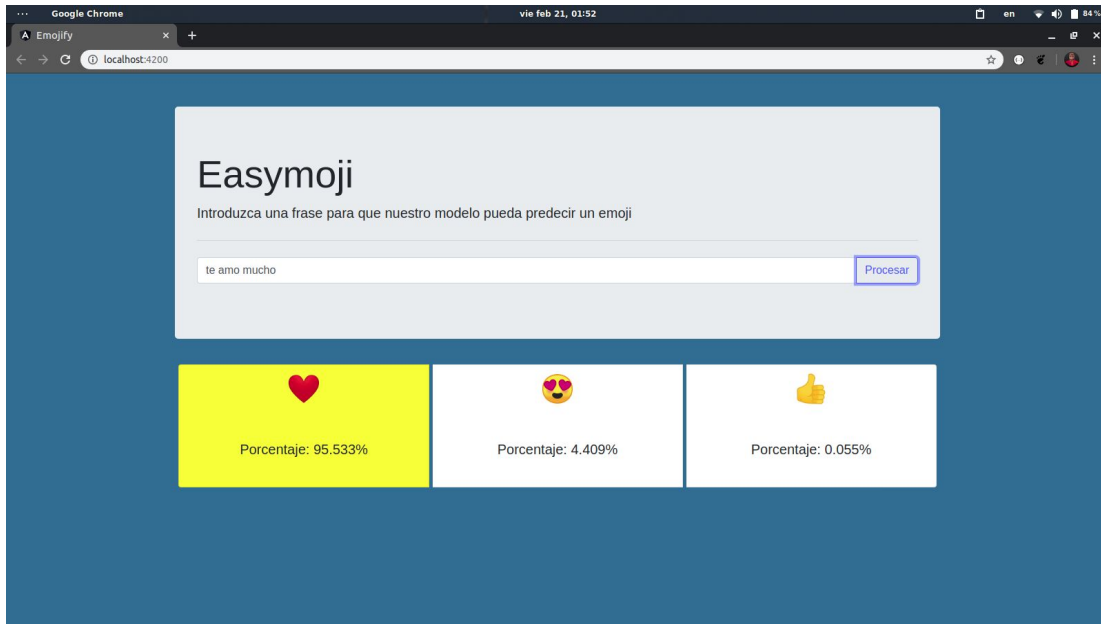 ... Google Chrome vie feb 21, 01:52 en 84%
Emojify × +
localhost:4200
Easymoji
Introduzca una frase para que nuestro modelo pueda predecir un emoji
te amo mucho Procesar
Porcentaje: 95.533% Porcentaje: 4.409% Porcentaje: 0.055%